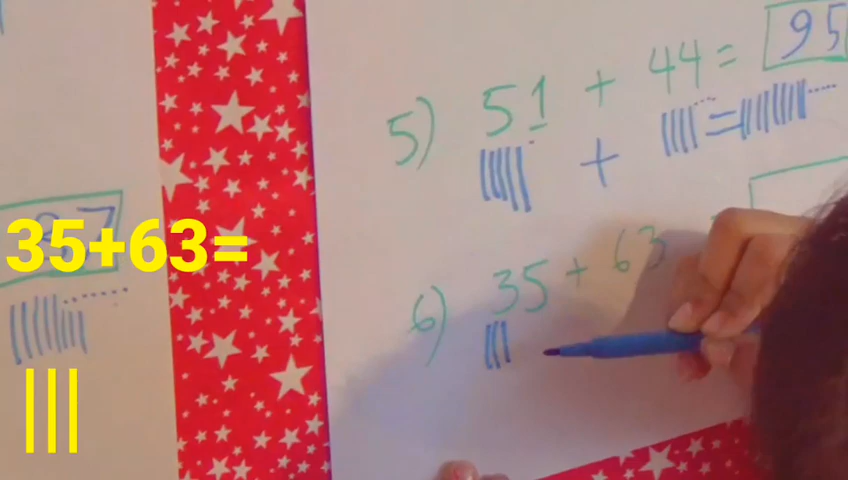 5) 51 + 44 = 95
+ =
6) 35 + 63
35+63=